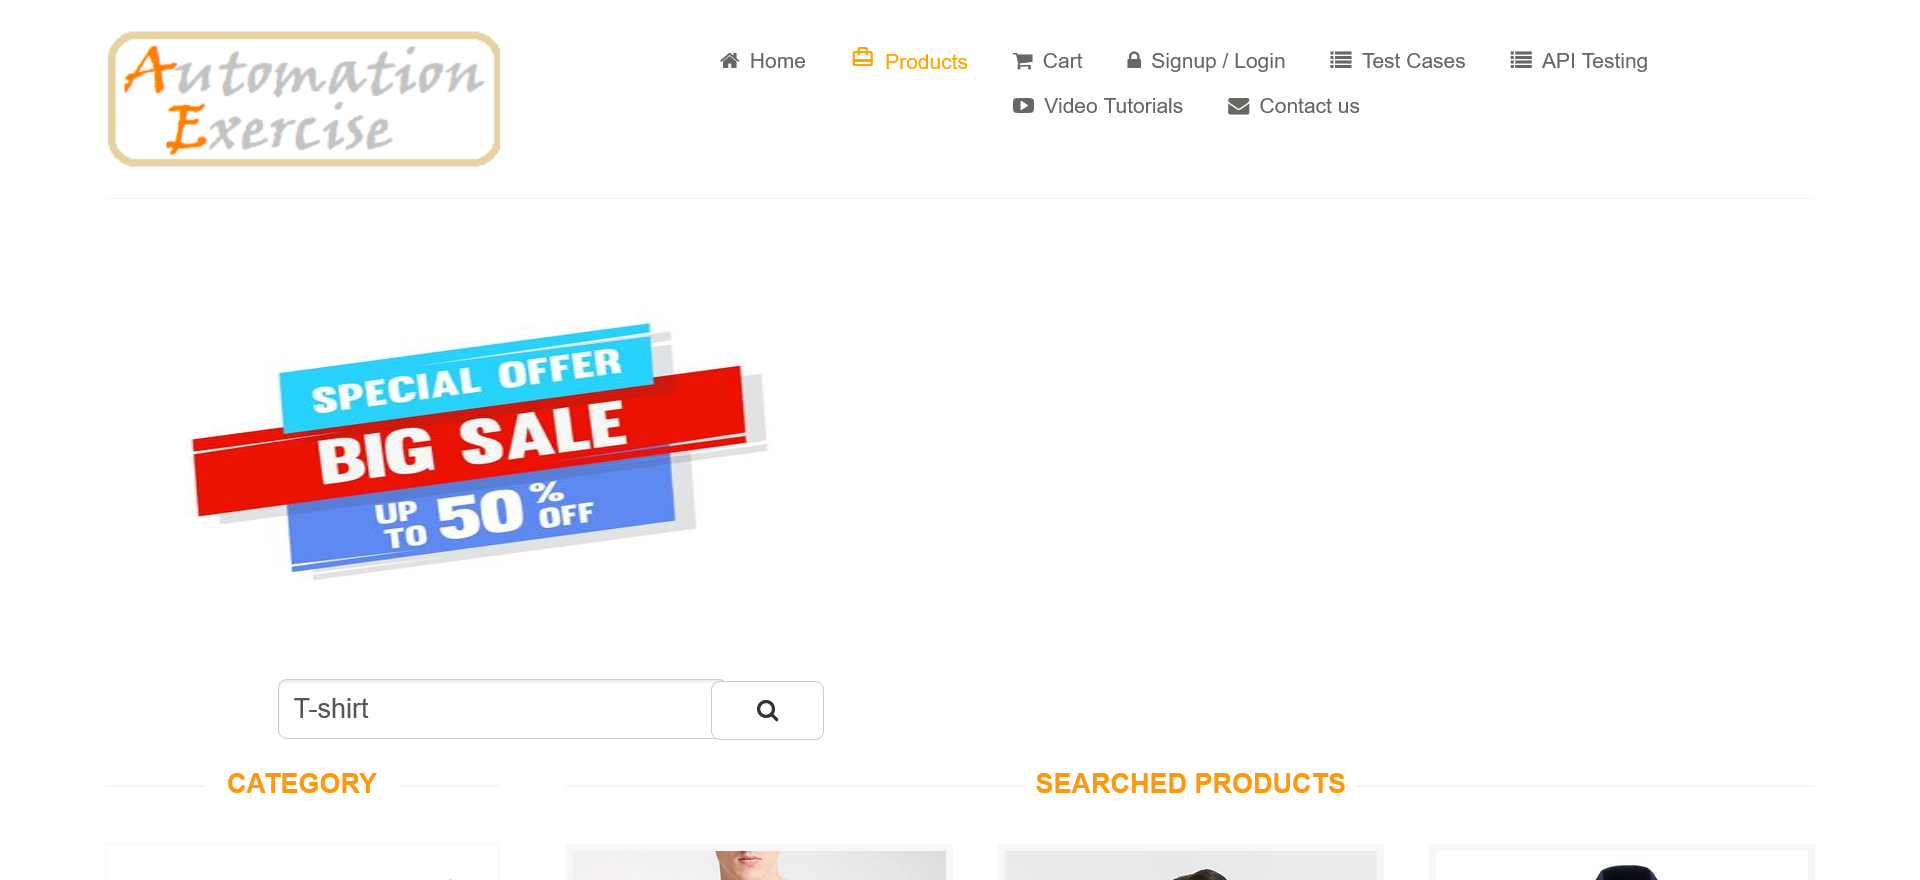 Automation
Exercise
Home
Products
Cart
Signup / Login
Test Cases
API Testing
Video Tutorials
Contact us
SPECIAL OFFER
BIG SALE
UP TO 50% OFF
T-shirt
CATEGORY
SEARCHED PRODUCTS